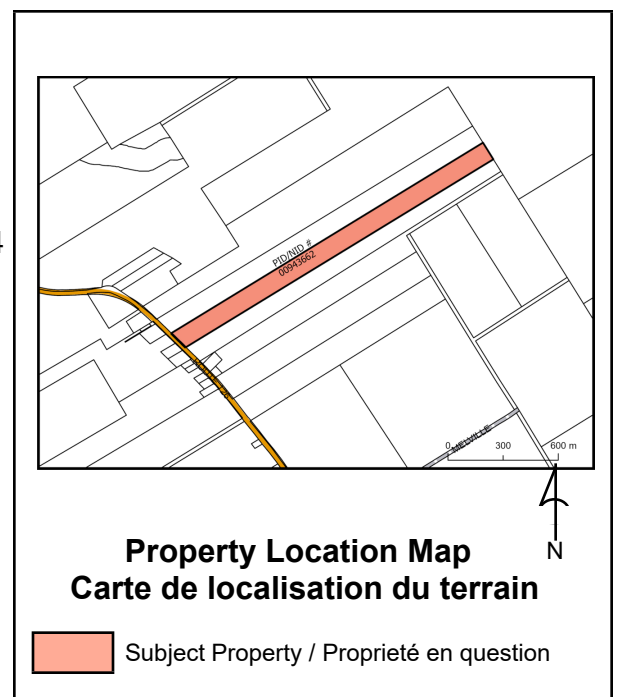 4
PID/NID #
00943662
MELVILLE
0 300 600 m
N
Property Location Map
Carte de localisation du terrain
Subject Property / Proprieté en question